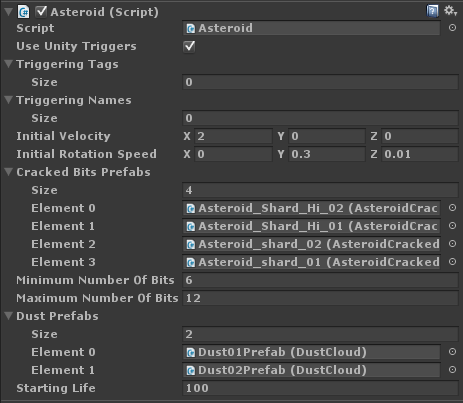 Asteroid (Script)
Script Asteroid
Use Unity Triggers
Triggering Tags
Size 0
Triggering Names
Size 0
Initial Velocity X 2 Y 0 Z 0
Initial Rotation Speed X 0 Y 0.3 Z 0.01
Cracked Bits Prefabs
Size 4
Element 0 Asteroid_Shard_Hi_02 (AsteroidCrac
Element 1 Asteroid_Shard_Hi_01 (AsteroidCrac
Element 2 Asteroid_shard_02 (AsteroidCracked
Element 3 Asteroid_shard_01 (AsteroidCracked
Minimum Number Of Bits 6
Maximum Number Of Bits 12
Dust Prefabs
Size 2
Element 0 Dust01Prefab (DustCloud)
Element 1 Dust02Prefab (DustCloud)
Starting Life 100